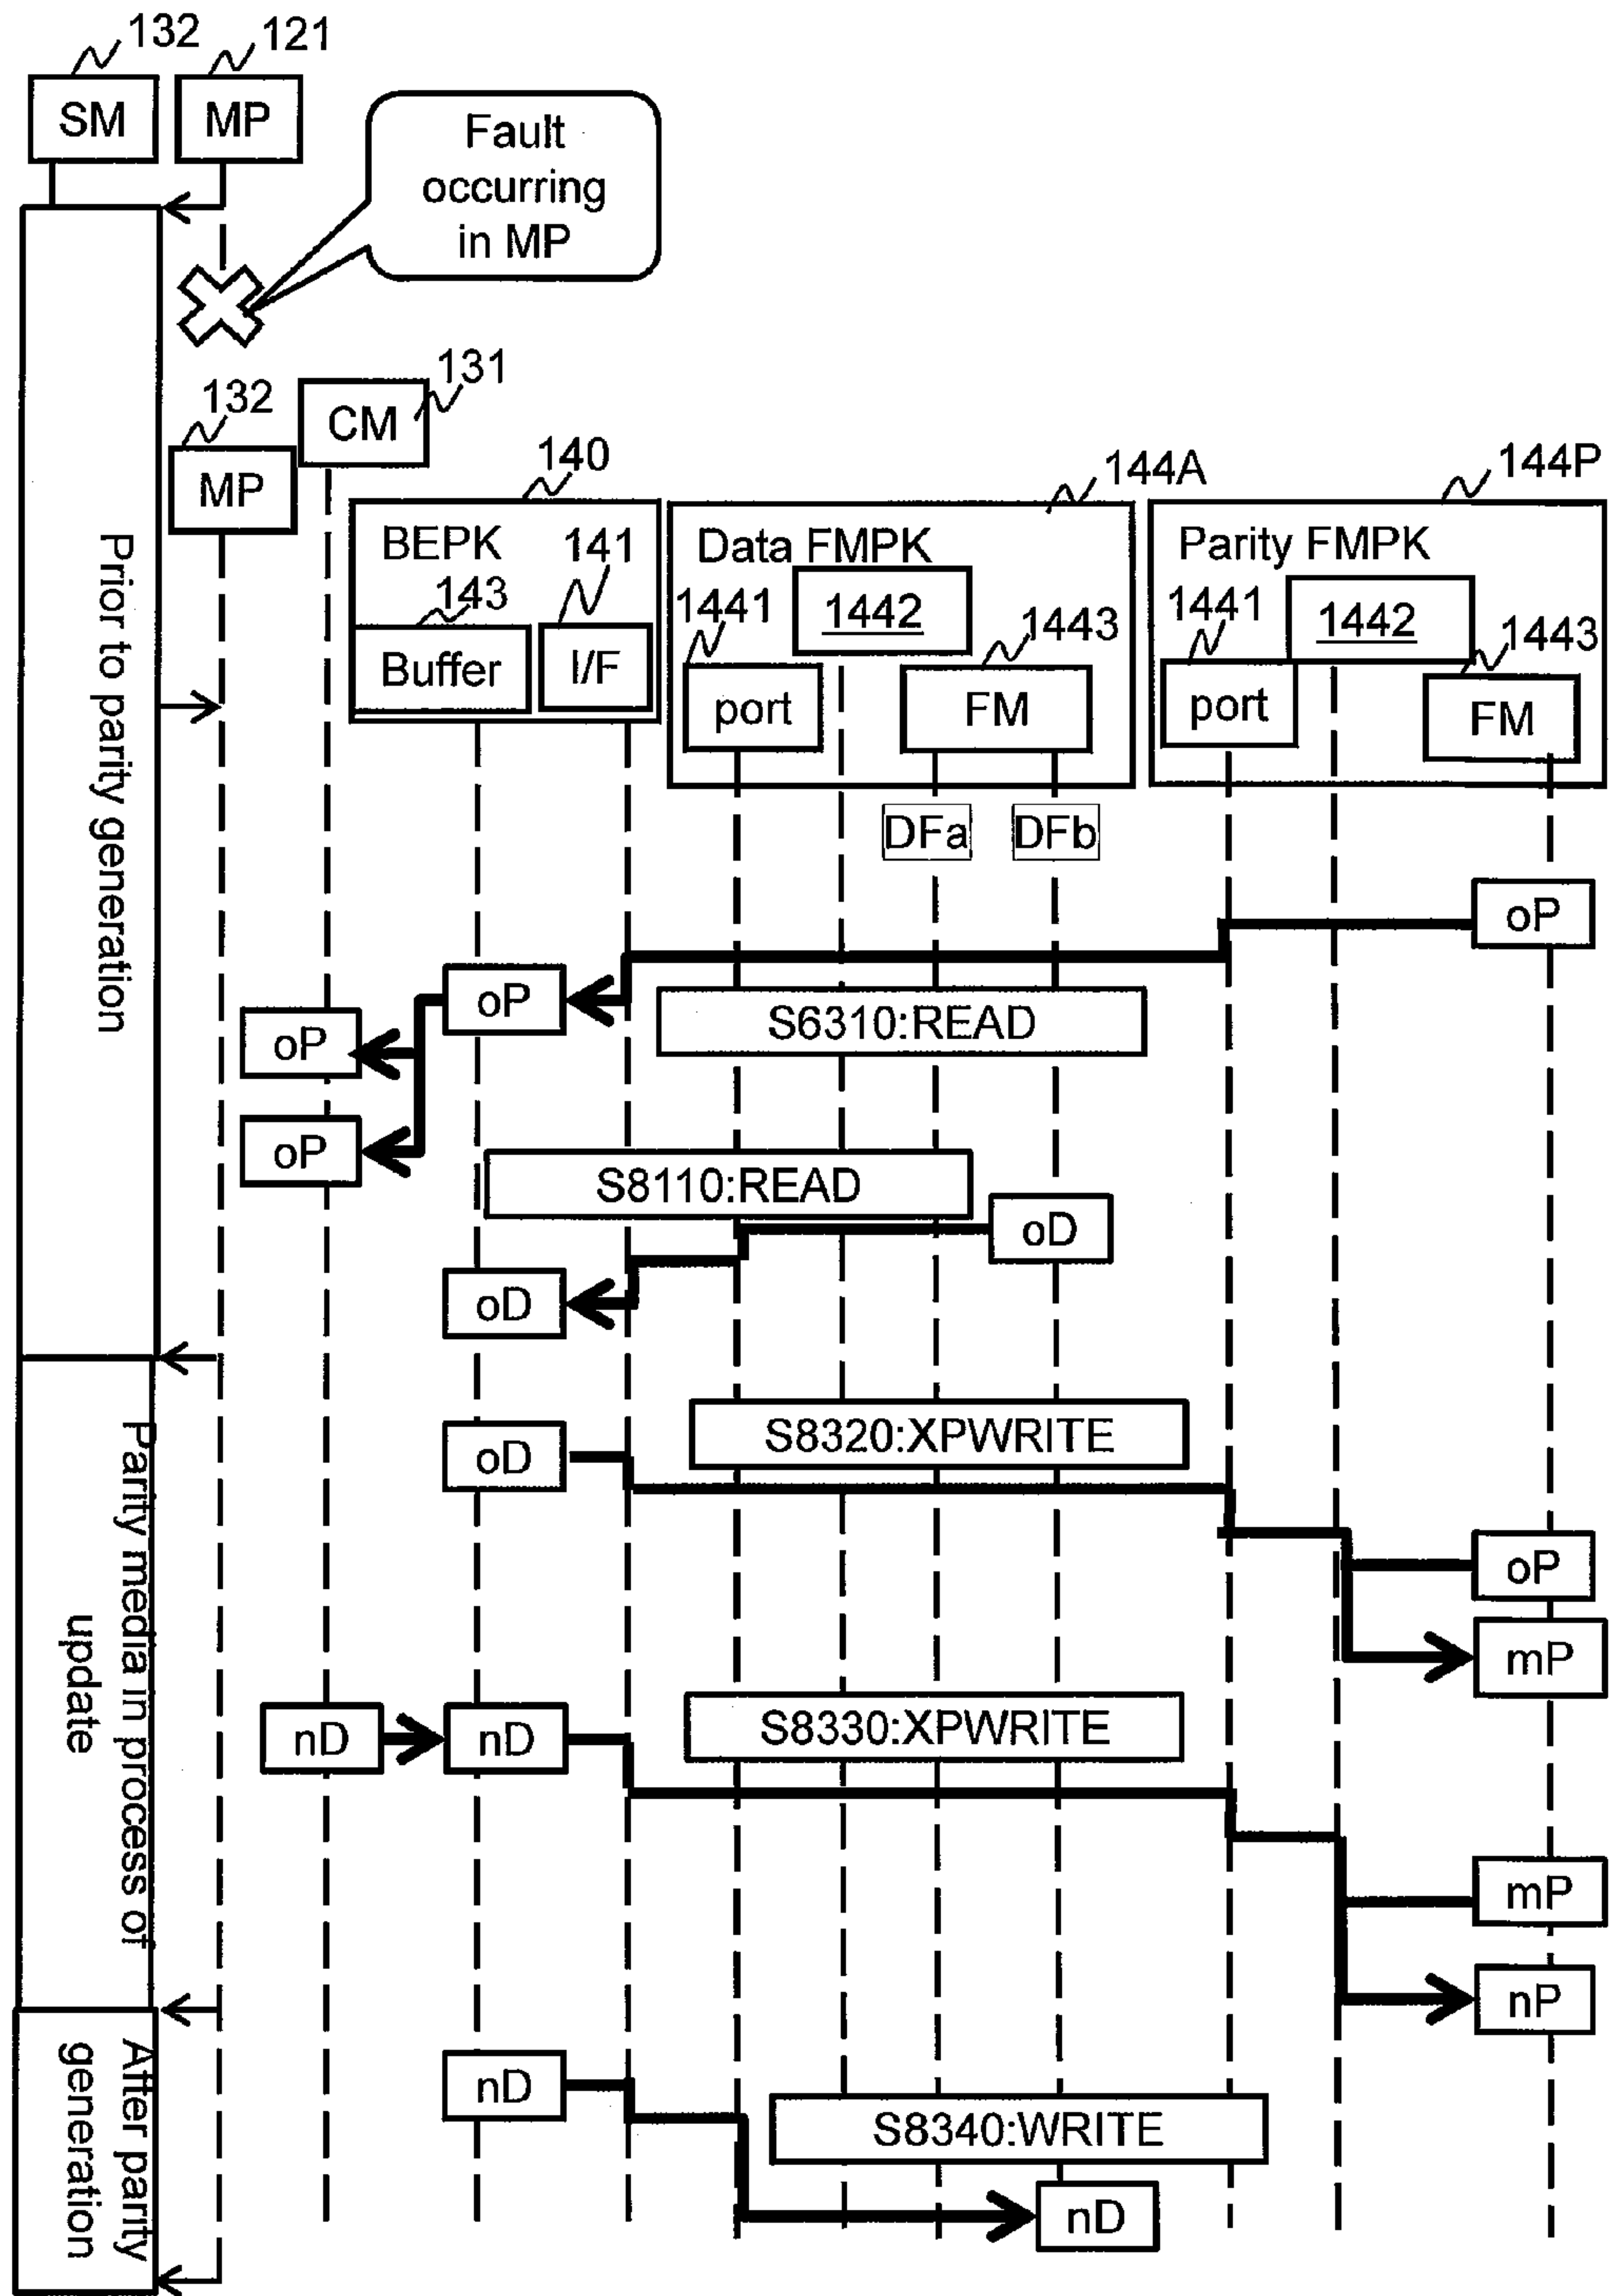 132
121
SM
MP
Fault
occurring
in MP
132
MP
131
CM
140
BEPK
141
143
Buffer
I/F
144A
Data FMPK
1441
1442
1443
port
FM
144P
Parity FMPK
1441
1442
1443
port
FM
DFa
DFb
Prior to parity generation
oP
oP
S6310:READ
oP
oP
S8110:READ
oD
oD
Parity media in process of
update
oD
S8320:XPWRITE
oP
mP
nD
nD
S8330:XPWRITE
mP
nP
After parity
generation
nD
S8340:WRITE
nD